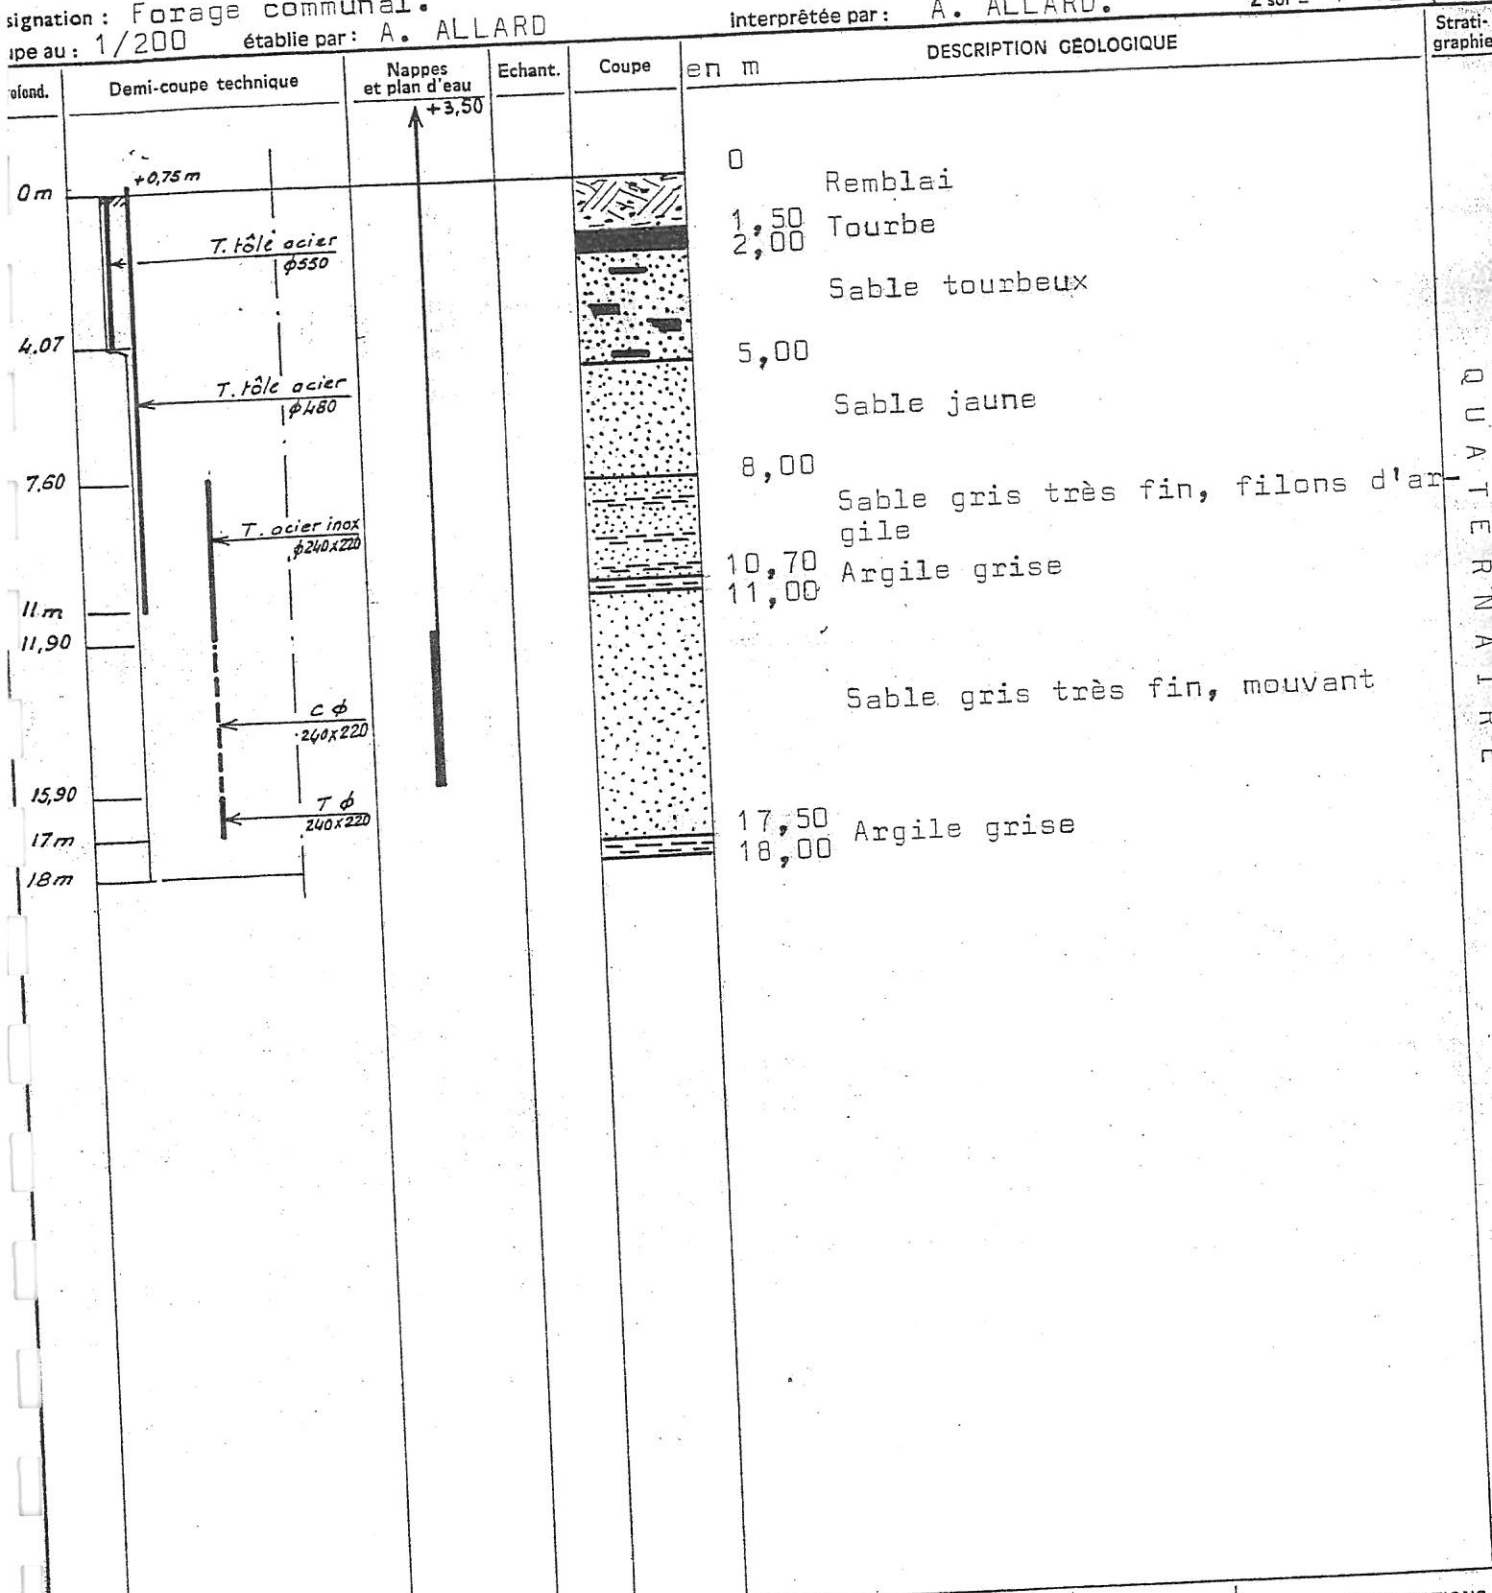 signation : Forage communal.
upe au : 1/200 établie par : A. ALLARD
interprêtée par : A. ALLARD.
ofond.
Demi-coupe technique
Nappes
et plan d'eau
Echant.
Coupe
en m
DESCRIPTION GÉOLOGIQUE
Strati-
graphie
+3,50
+0,75 m
0 m
T. tôle acier
φ550
4.07
T. tôle acier
φ480
7.60
T. acier inox
φ240x220
11 m
11,90
C φ
240x220
15,90
T φ
240x220
17 m
18 m
0
Remblai
1,50 Tourbe
2,00
Sable tourbeux
5,00
Sable jaune
8,00
Sable gris très fin, filons d'ar-
gile
10,70 Argile grise
11,00
Sable gris très fin, mouvant
17,50 Argile grise
18,00
QUATERNAIRE